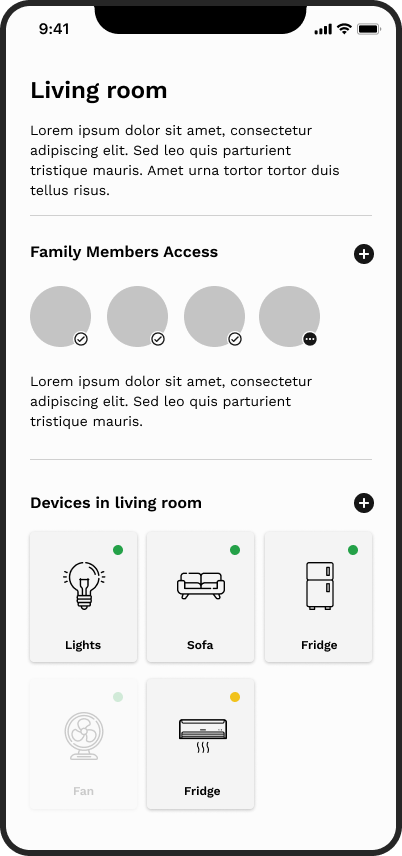 9:41
Living room
Lorem ipsum dolor sit amet, consectetur
adipiscing elit. Sed leo quis parturient
tristique mauris. Amet urna tortor tortor duis
tellus risus.
Family Members Access
Lorem ipsum dolor sit amet, consectetur
adipiscing elit. Sed leo quis parturient
tristique mauris.
Devices in living room
Lights
Sofa
Fridge
Fan
Fridge